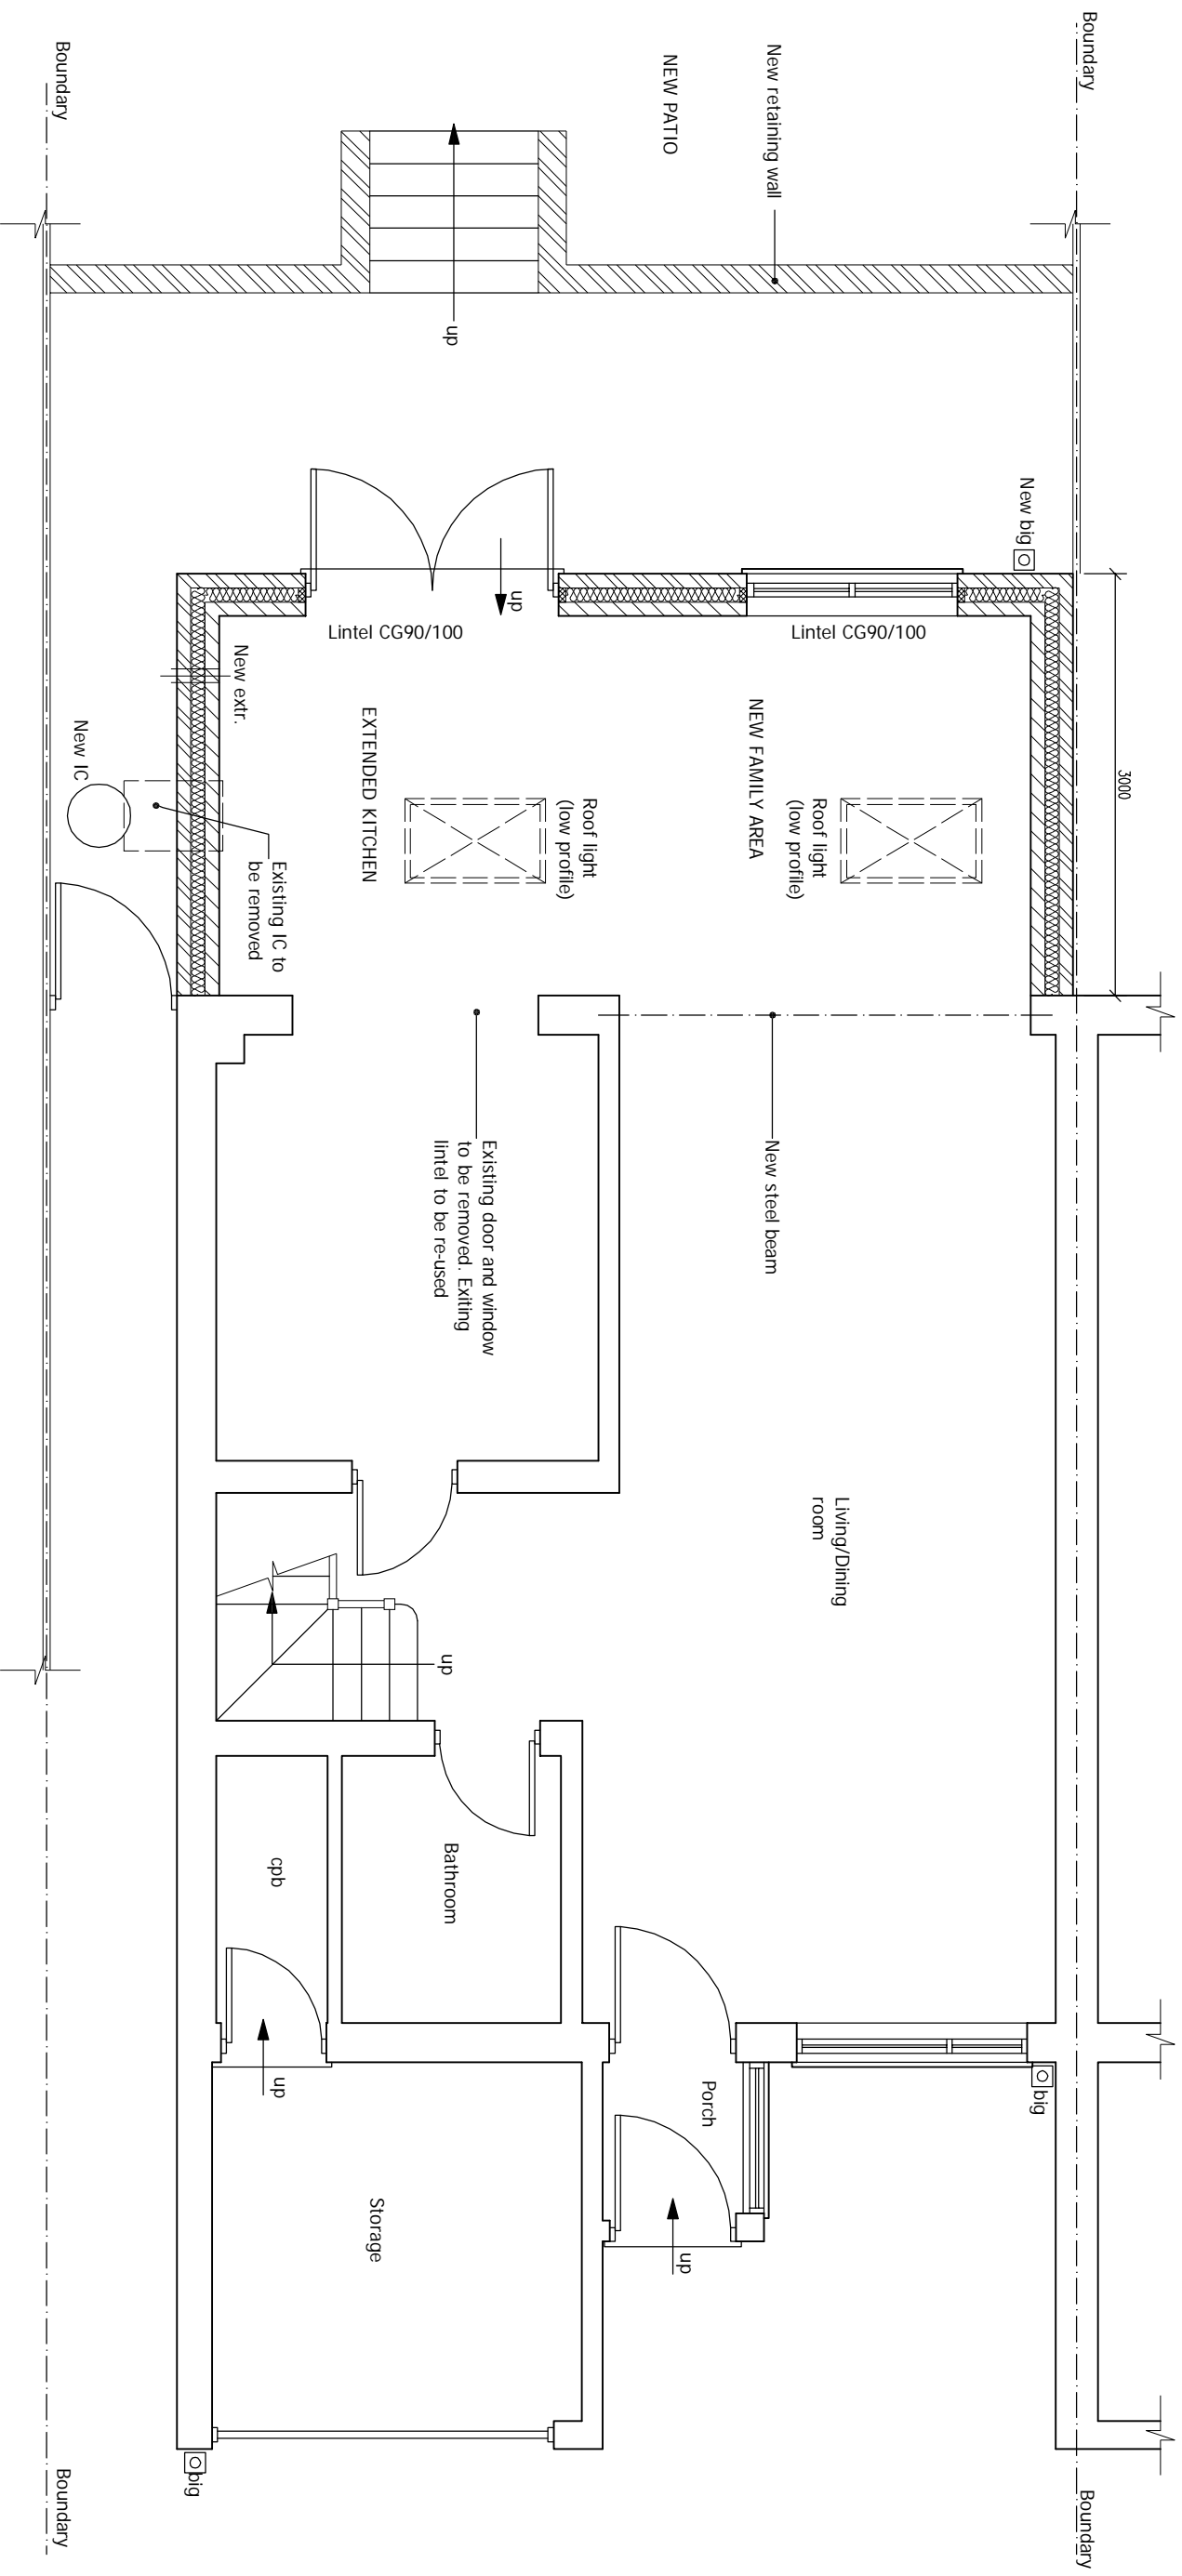 Boundary
Boundary
New retaining wall
NEW PATIO
up
New big
up
Lintel CG90/100
Lintel CG90/100
3000
New extr.
New IC
NEW FAMILY AREA
EXTENDED KITCHEN
Roof light
(low profile)
Roof light
(low profile)
Existing IC to
be removed
New steel beam
Existing door and window
to be removed. Exiting
lintel to be re-used
Living/Dining
room
up
Bathroom
cpb
up
Porch
big
up
Storage
big
Boundary
Boundary